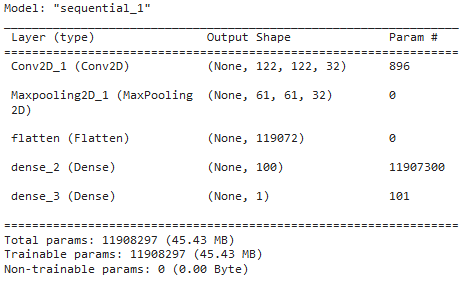 Model: "sequential_1"
_________________________________________________________________
Layer (type) Output Shape Param #
=================================================================
Conv2D_1 (Conv2D) (None, 122, 122, 32) 896
Maxpooling2D_1 (MaxPooling (None, 61, 61, 32) 0
2D)
flatten (Flatten) (None, 119072) 0
dense_2 (Dense) (None, 100) 11907300
dense_3 (Dense) (None, 1) 101
=================================================================
Total params: 11908297 (45.43 MB)
Trainable params: 11908297 (45.43 MB)
Non-trainable params: 0 (0.00 Byte)